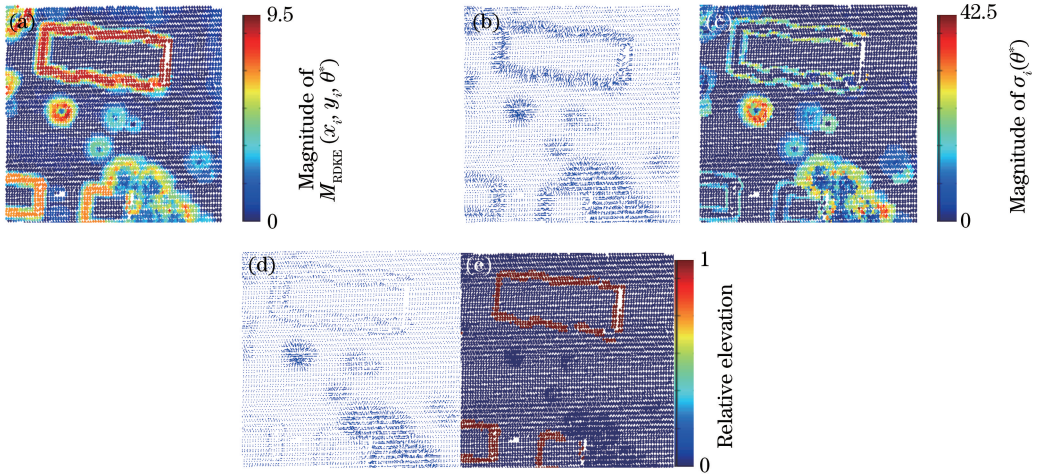 (a)
9.5
0
Magnitude of
M_RDKE (x_i, y_i, θ*)
(b)
(c)
42.5
0
Magnitude of σ_i(θ*)
(d)
(e)
1
0
Relative elevation